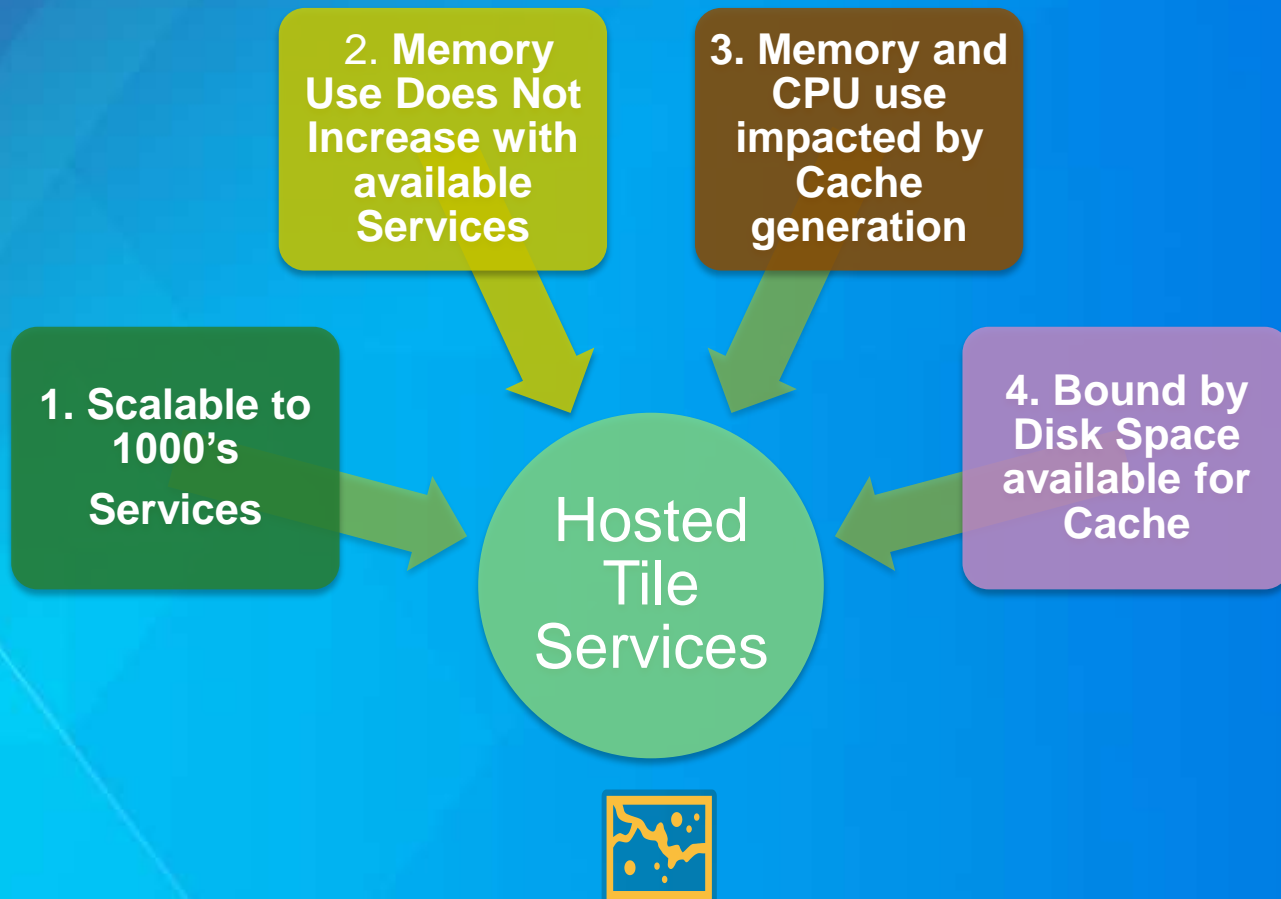 1. Scalable to
1000’s
Services
2. Memory
Use Does Not
Increase with
available
Services
3. Memory and
CPU use
impacted by
Cache
generation
4. Bound by
Disk Space
available for
Cache
Hosted
Tile
Services